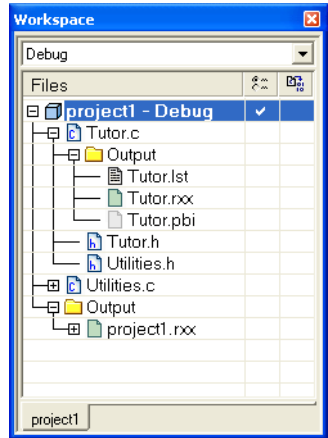 Workspace
Debug
Files
project1 - Debug
Tutor.c
Output
Tutor.lst
Tutor.rxx
Tutor.pbi
Tutor.h
Utilities.h
Utilities.c
Output
project1.rxx
project1